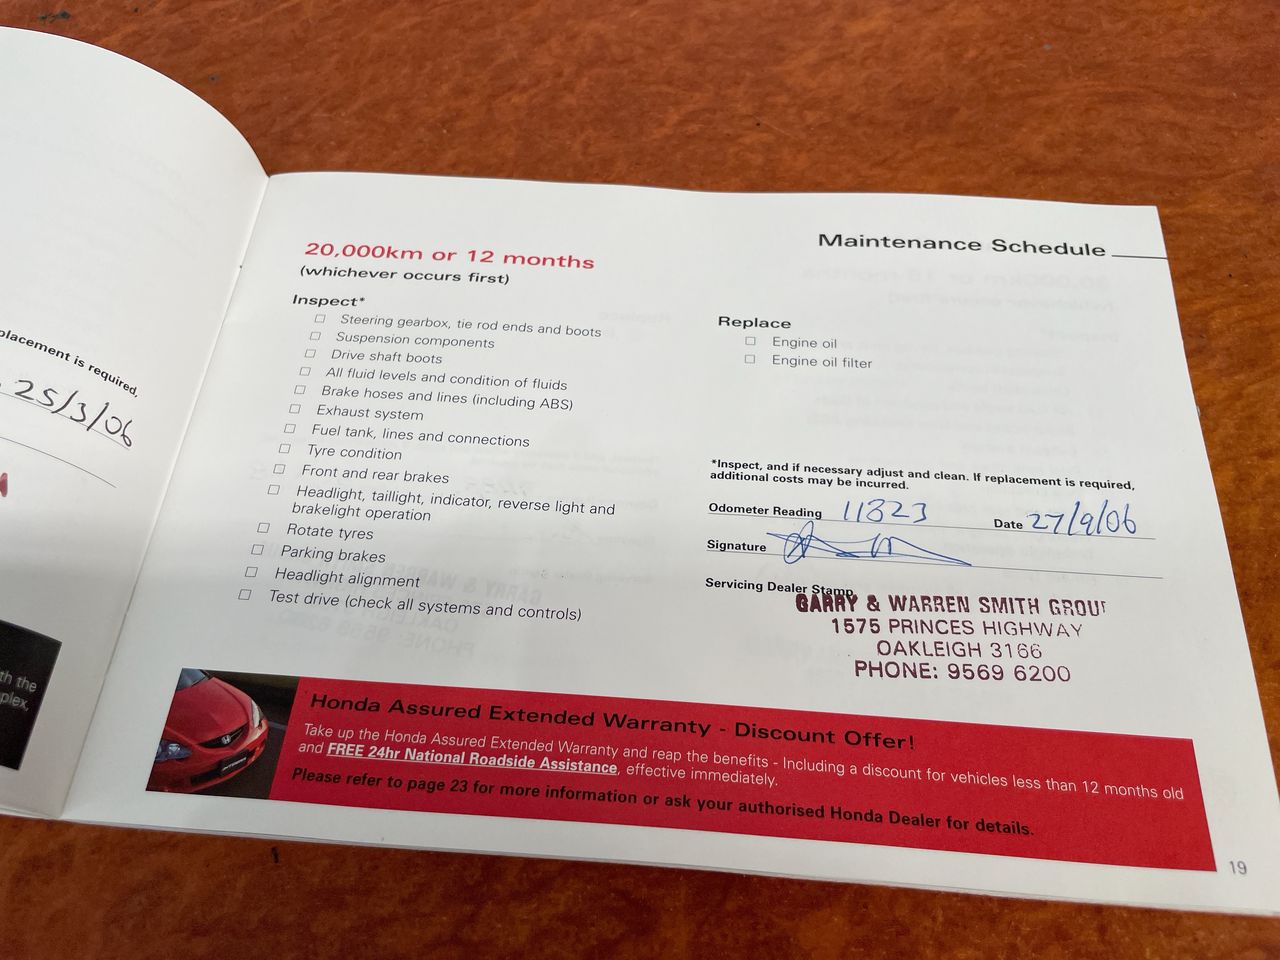 placement is required,
25/3/06
th the
plex,
Maintenance Schedule
20,000km or 12 months
(whichever occurs first)
Inspect*
Steering gearbox, tie rod ends and boots
Suspension components
Drive shaft boots
All fluid levels and condition of fluids
Brake hoses and lines (including ABS)
Exhaust system
Fuel tank, lines and connections
Tyre condition
Front and rear brakes
Headlight, taillight, indicator, reverse light and
brakelight operation
Rotate tyres
Parking brakes
Headlight alignment
Test drive (check all systems and controls)
Replace
Engine oil
Engine oil filter
*Inspect, and if necessary adjust and clean. If replacement is required,
additional costs may be incurred.
Odometer Reading 11823 Date 27/9/06
Signature
Servicing Dealer Stamp
GARRY & WARREN SMITH GROUP
1575 PRINCES HIGHWAY
OAKLEIGH 3166
PHONE: 9569 6200
Honda Assured Extended Warranty - Discount Offer!
Take up the Honda Assured Extended Warranty and reap the benefits - Including a discount for vehicles less than 12 months old
and FREE 24hr National Roadside Assistance, effective immediately.
Please refer to page 23 for more information or ask your authorised Honda Dealer for details.
19